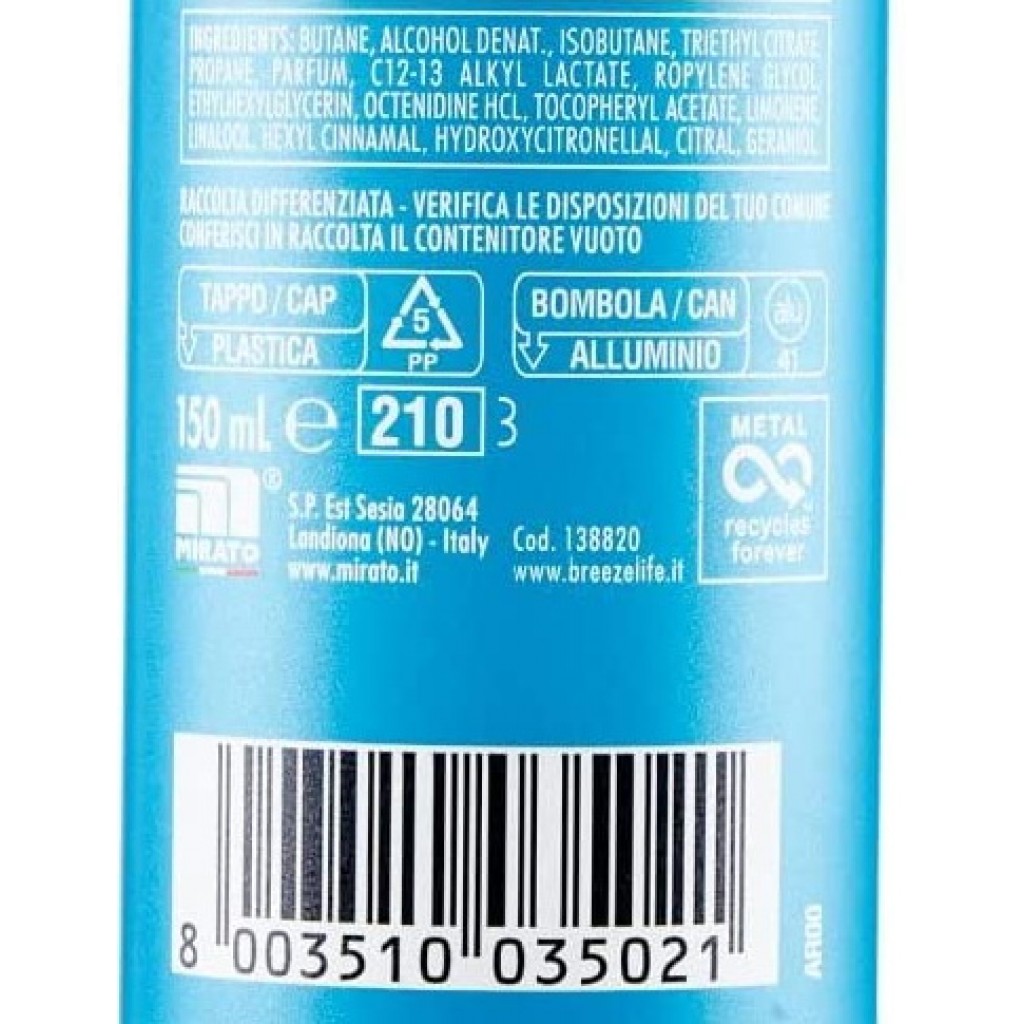 INGREDIENTS: BUTANE, ALCOHOL DENAT., ISOBUTANE, TRIETHYL CITRATE,
PROPANE, PARFUM, C12-13 ALKYL LACTATE, ROPYLENE GLYCOL,
ETHYLHEXYLGLYCERIN, OCTENIDINE HCL, TOCOPHERYL ACETATE, LIMONENE,
LINALOOL, HEXYL CINNAMAL, HYDROXYCITRONELLAL, CITRAL, GERANIOL.
RACCOLTA DIFFERENZIATA - VERIFICA LE DISPOSIZIONI DEL TUO COMUNE
CONFERISCI IN RACCOLTA IL CONTENITORE VUOTO
TAPPO / CAP
PLASTICA
5
PP
BOMBOLA / CAN
ALLUMINIO
alu
41
150 mL e 210 3
METAL
recycles
forever
MIRATO ®
S.P. Est Sesia 28064
Landiona (NO) - Italy
www.mirato.it
Cod. 138820
www.breezelife.it
8 003510 035021
AR00